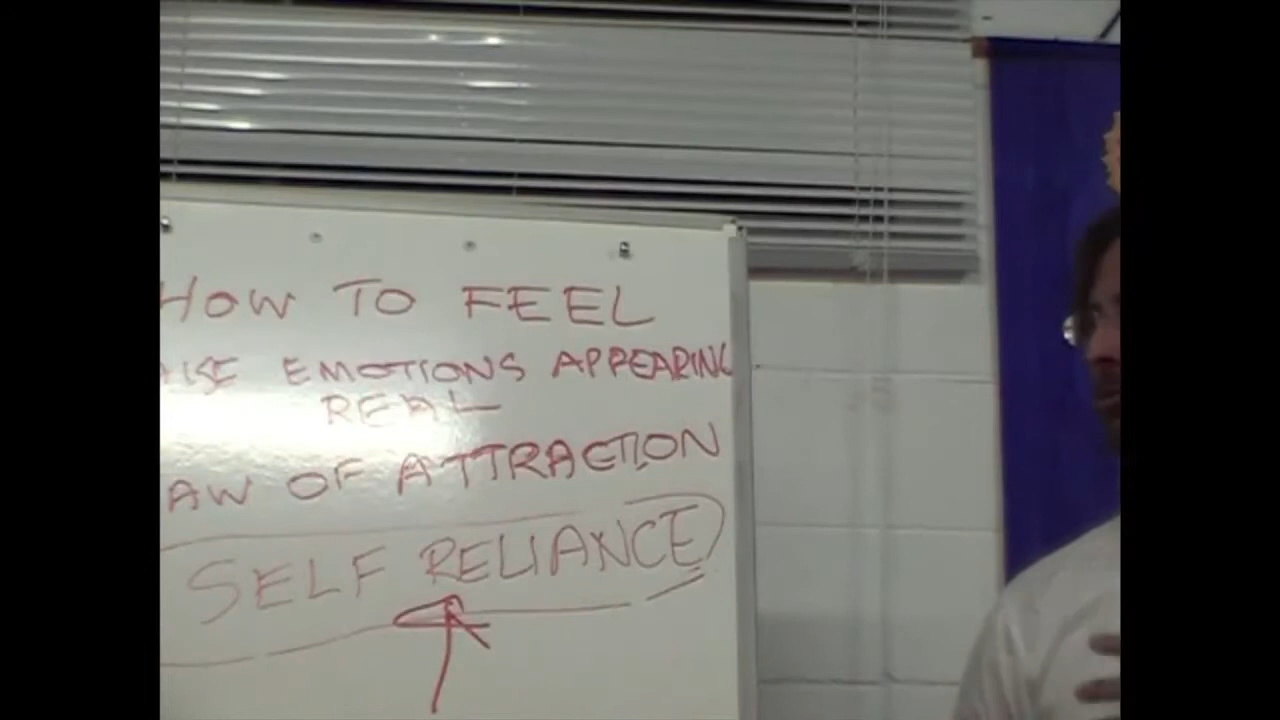 HOW TO FEEL
EMOTIONS APPEARING
REAL
AW OF ATTRACTION
SELF RELIANCE